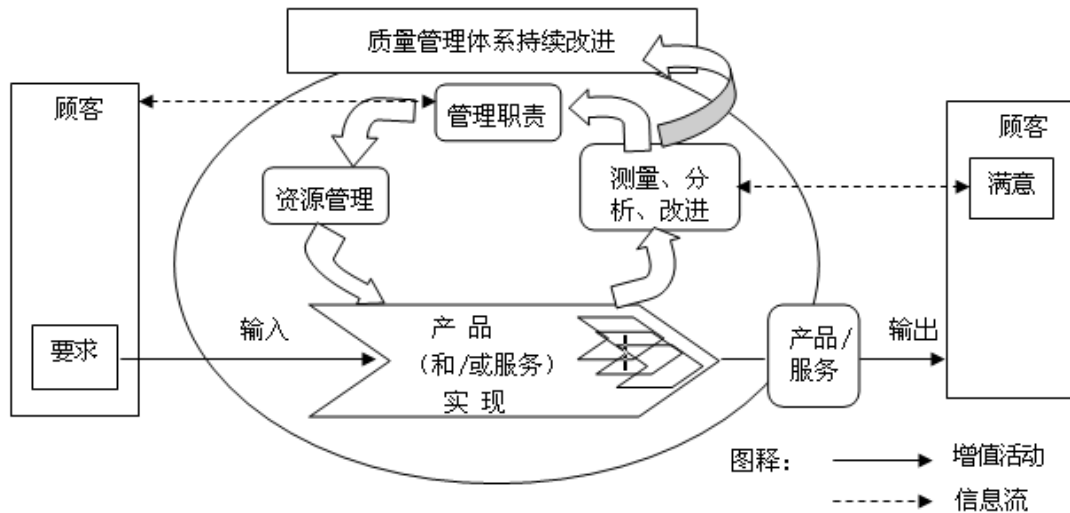 质量管理体系持续改进
顾客
管理职责
顾客
资源管理
测量、分
析、改进
满意
要求
输入
产 品
(和/或服务)
实 现
产品/
服务
输出
图释：
增值活动
信息流